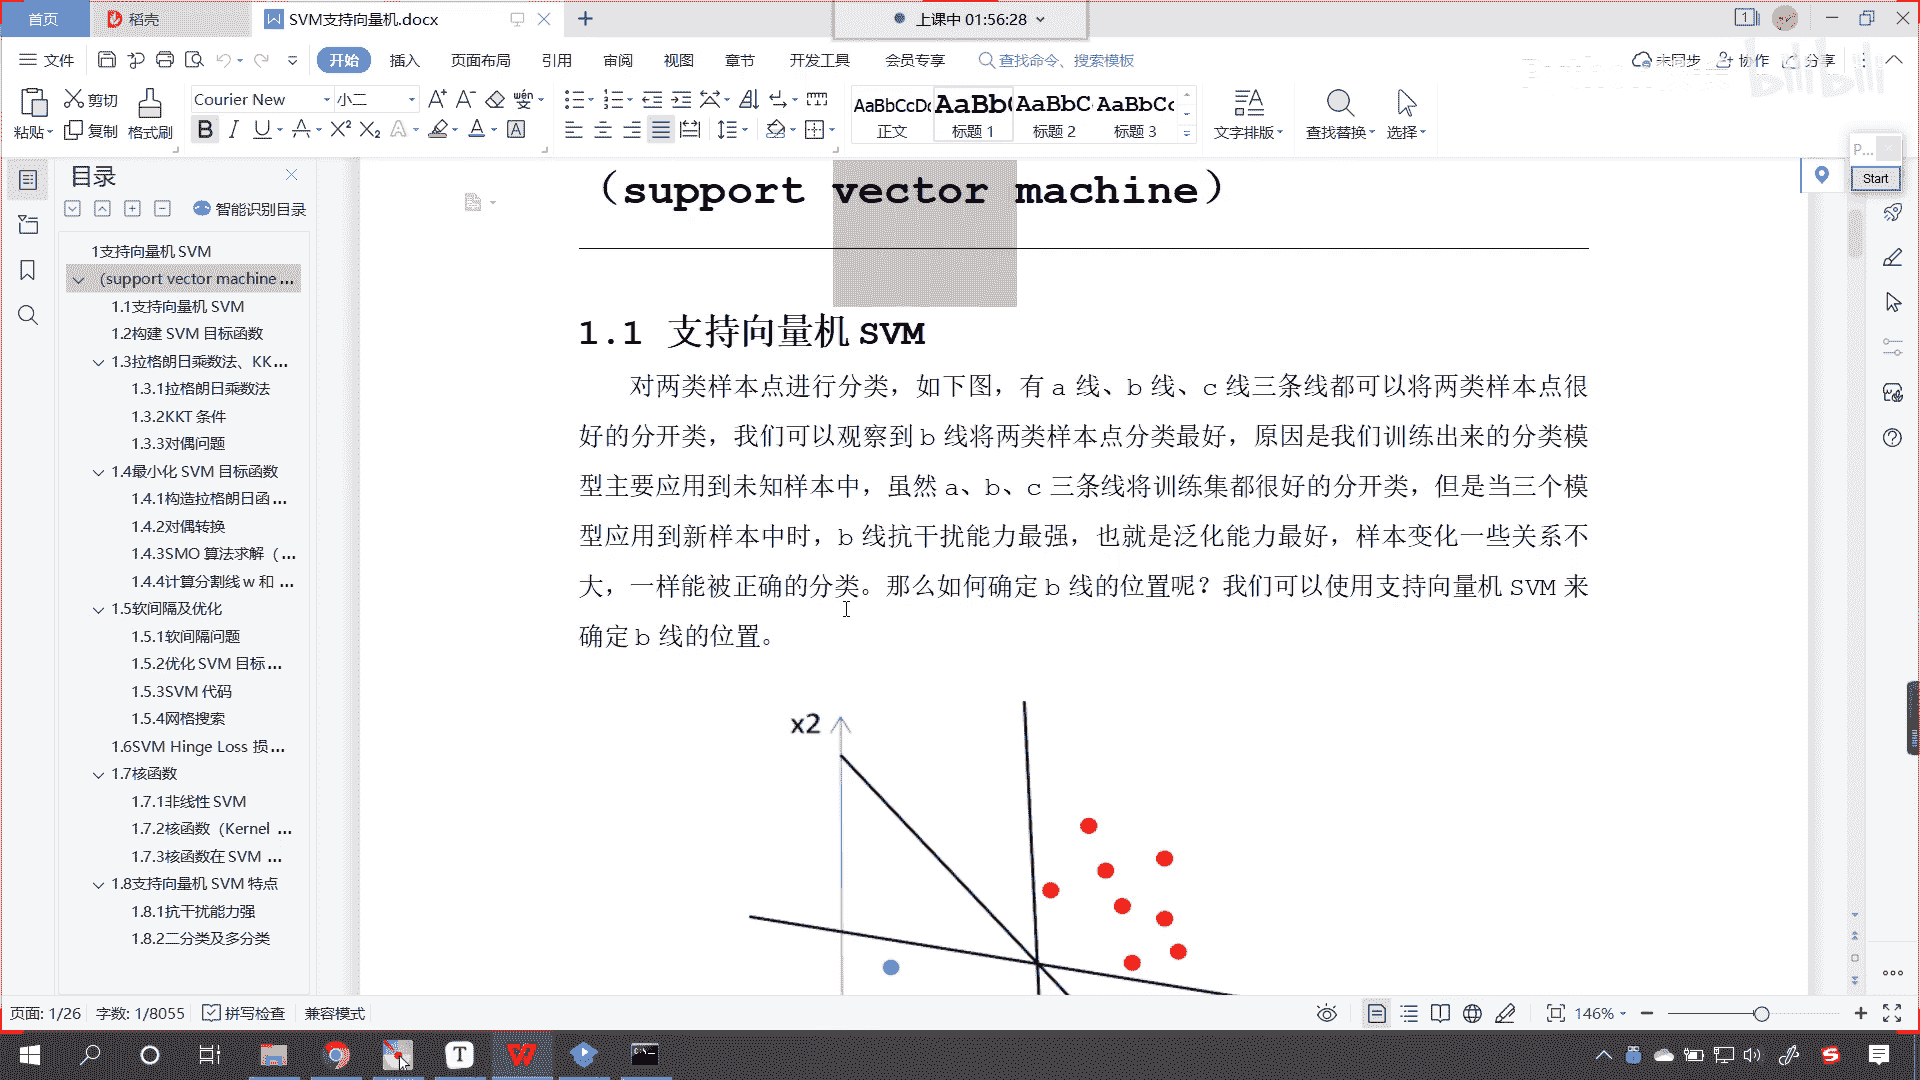 首页
稻壳
SVM支持向量机.docx
上课中 01:56:28
文件
开始
插入
页面布局
引用
审阅
视图
章节
开发工具
会员专享
查找命令、搜索模板
未同步
协作
分享
bilibili
粘贴
剪切
复制
格式刷
Courier New
小二
AaBbCcDd
正文
AaBb
标题 1
AaBbC
标题 2
AaBbCc
标题 3
文字排版
查找替换
选择
P...
Start
目录
智能识别目录
1支持向量机 SVM
（support vector machine ...
1.1支持向量机 SVM
1.2构建 SVM 目标函数
1.3拉格朗日乘数法、KK...
1.3.1拉格朗日乘数法
1.3.2KKT 条件
1.3.3对偶问题
1.4最小化 SVM 目标函数
1.4.1构造拉格朗日函 ...
1.4.2对偶转换
1.4.3SMO 算法求解（ ...
1.4.4计算分割线 w 和 ...
1.5软间隔及优化
1.5.1软间隔问题
1.5.2优化 SVM 目标 ...
1.5.3SVM 代码
1.5.4网格搜索
1.6SVM Hinge Loss 损 ...
1.7核函数
1.7.1非线性 SVM
1.7.2核函数（Kernel ...
1.7.3核函数在 SVM ...
1.8支持向量机 SVM 特点
1.8.1抗干扰能力强
1.8.2二分类及多分类
（support vector machine）
1.1 支持向量机 SVM
对两类样本点进行分类，如下图，有 a 线、b 线、c 线三条线都可以将两类样本点很
好的分开类，我们可以观察到 b 线将两类样本点分类最好，原因是我们训练出来的分类模
型主要应用到未知样本中，虽然 a、b、c 三条线将训练集都很好的分开类，但是当三个模
型应用到新样本中时，b 线抗干扰能力最强，也就是泛化能力最好，样本变化一些关系不
大，一样能被正确的分类。那么如何确定 b 线的位置呢？我们可以使用支持向量机 SVM 来
确定 b 线的位置。
x2
页面: 1/26
字数: 1/8055
拼写检查
兼容模式
146%